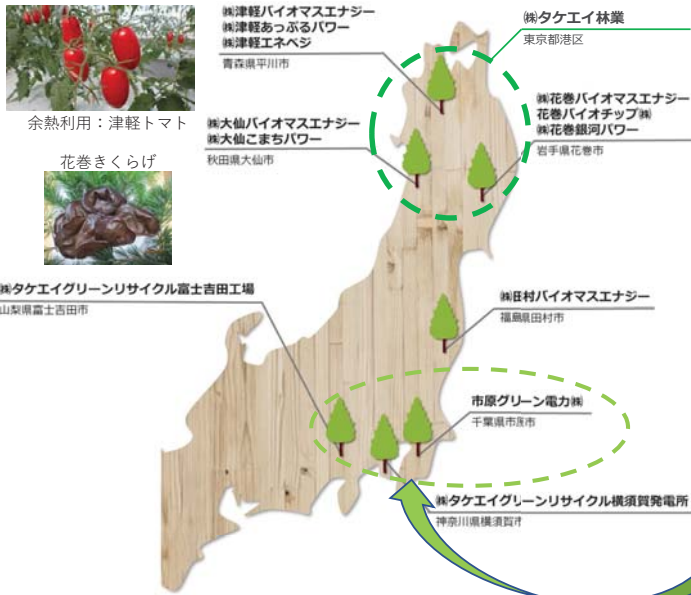 ㈱津軽バイオマスエナジー
㈱津軽あっぷるパワー
㈱津軽エネベジ
青森県平川市
㈱タケエイ林業
東京都港区
余熱利用：津軽トマト
㈱大仙バイオマスエナジー
㈱大仙こまちパワー
秋田県大仙市
㈱花巻バイオマスエナジー
花巻バイオチップ㈱
㈱花巻銀河パワー
岩手県花巻市
花巻きくらげ
㈱タケエイグリーンリサイクル富士吉田工場
山梨県富士吉田市
㈱田村バイオマスエナジー
福島県田村市
市原グリーン電力㈱
千葉県市原市
㈱タケエイグリーンリサイクル横須賀発電所
神奈川県横須賀市